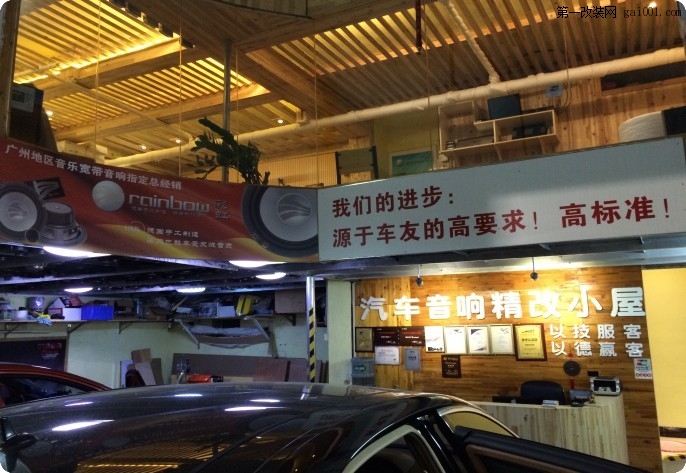 第一改装网 gai001.com
广州地区音乐宽带音响指定总经销
rainbow
我们的进步：
源于车友的高要求！高标准！
汽车音响精改小屋
以技服客
以德赢客